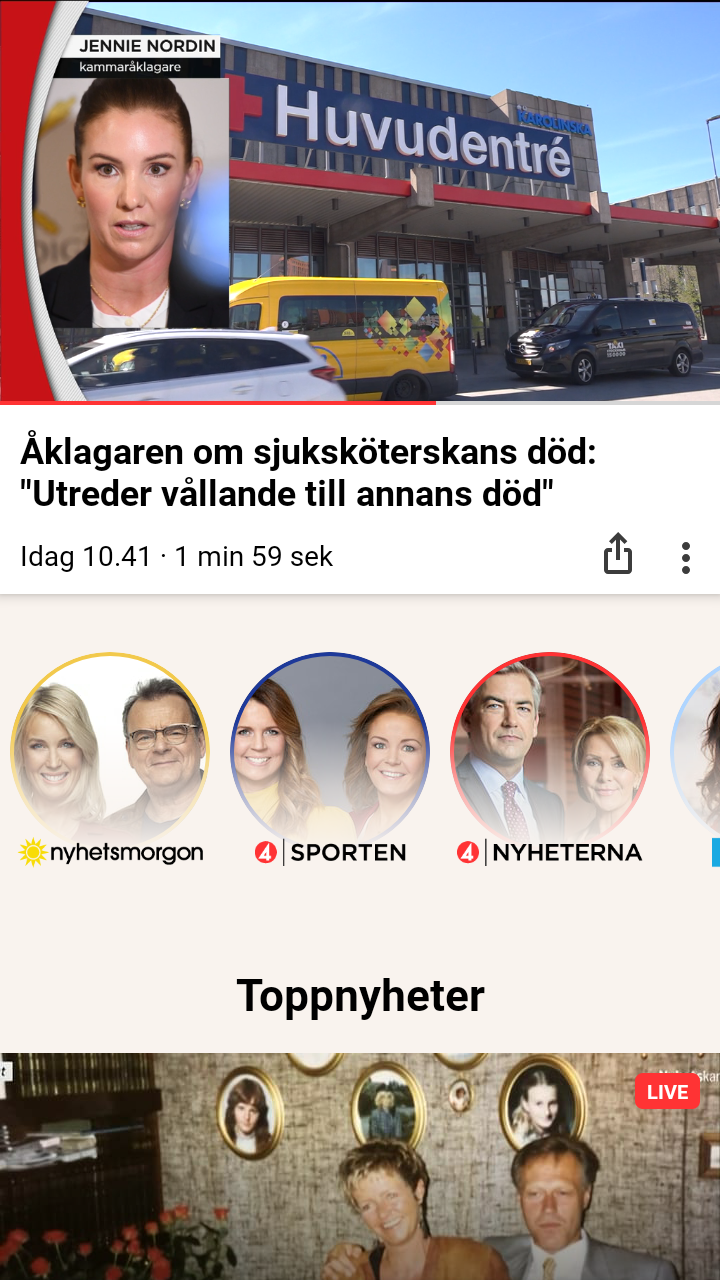 JENNIE NORDIN
kammaråklagare
KAROLINSKA
Huvudentré
TAXI
Åklagaren om sjuksköterskans död:
"Utreder vållande till annans död"
Idag 10.41 · 1 min 59 sek
nyhetsmorgon
4 SPORTEN
4 NYHETERNA
Toppnyheter
LIVE